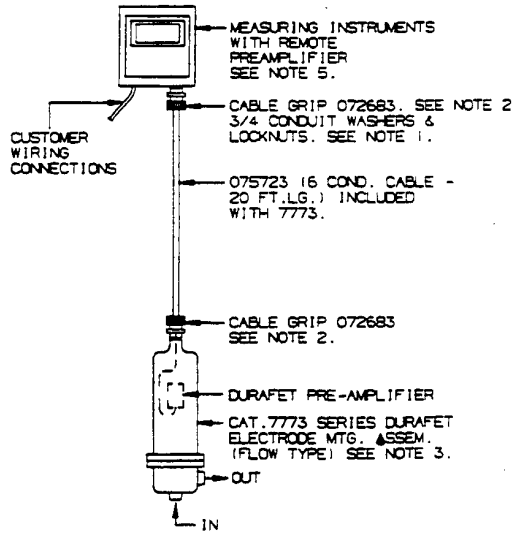 MEASURING INSTRUMENTS
WITH REMOTE
PREAMPLIFIER
SEE NOTE 5.
CABLE GRIP 072683. SEE NOTE 2
3/4 CONDUIT WASHERS &
LOCKNUTS. SEE NOTE 1.
CUSTOMER
WIRING
CONNECTIONS
075723 (6 COND. CABLE -
20 FT.LG.) INCLUDED
WITH 7773.
CABLE GRIP 072683
SEE NOTE 2.
DURAFET PRE-AMPLIFIER
CAT.7773 SERIES DURAFET
ELECTRODE MTG. ASSEM.
(FLOW TYPE) SEE NOTE 3.
OUT
IN